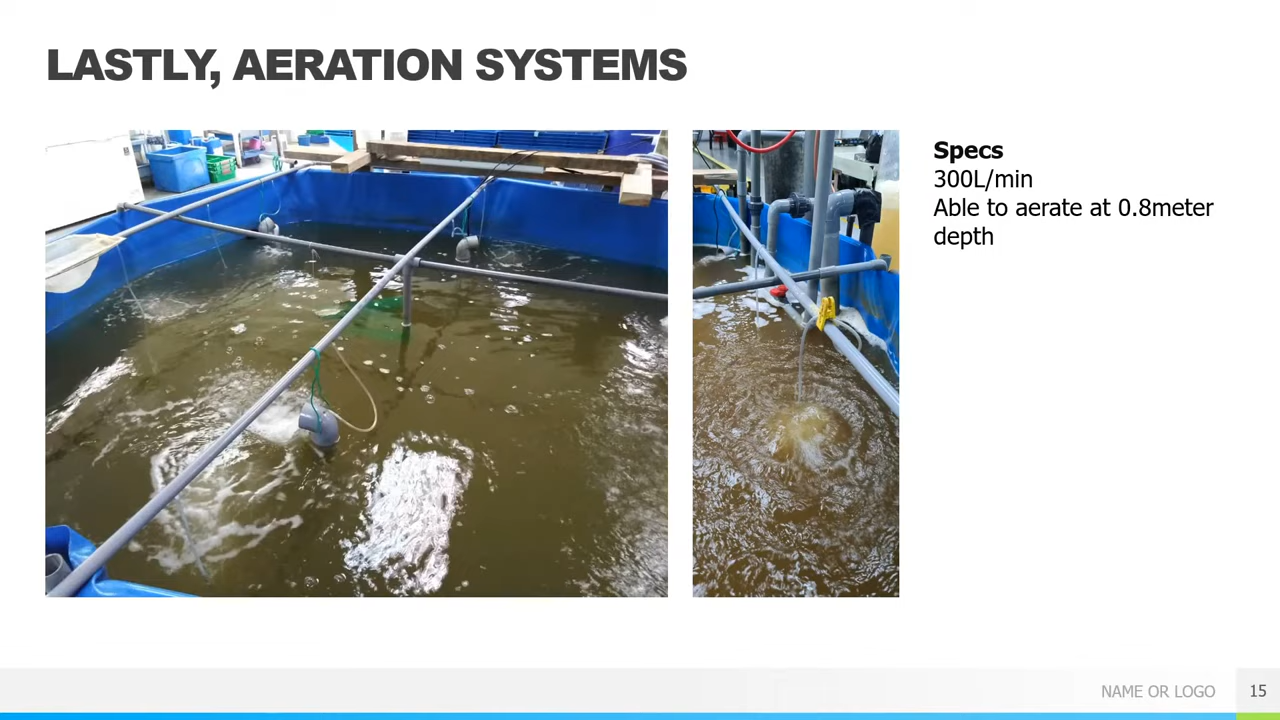 LASTLY, AERATION SYSTEMS
Specs
300L/min
Able to aerate at 0.8meter
depth
NAME OR LOGO
15